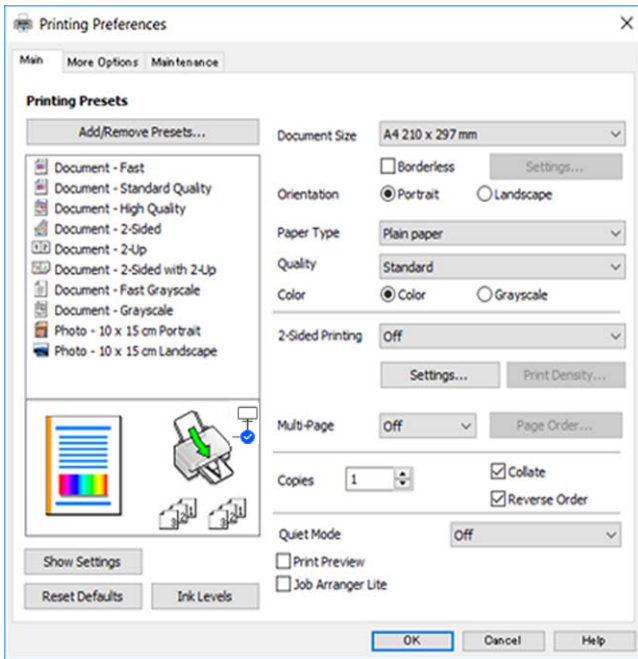 Printing Preferences
Main More Options Maintenance
Printing Presets
Add/Remove Presets...
Document - Fast
Document - Standard Quality
Document - High Quality
Document - 2-Sided
Document - 2-Up
Document - 2-Sided with 2-Up
Document - Fast Grayscale
Document - Grayscale
Photo - 10 x 15 cm Portrait
Photo - 10 x 15 cm Landscape
Show Settings
Reset Defaults Ink Levels
Document Size A4 210 x 297 mm
Borderless Settings...
Orientation Portrait Landscape
Paper Type Plain paper
Quality Standard
Color Color Grayscale
2-Sided Printing Off
Settings... Print Density...
Multi-Page Off Page Order...
Copies 1 Collate
Reverse Order
Quiet Mode Off
Print Preview
Job Arranger Lite
OK Cancel Help